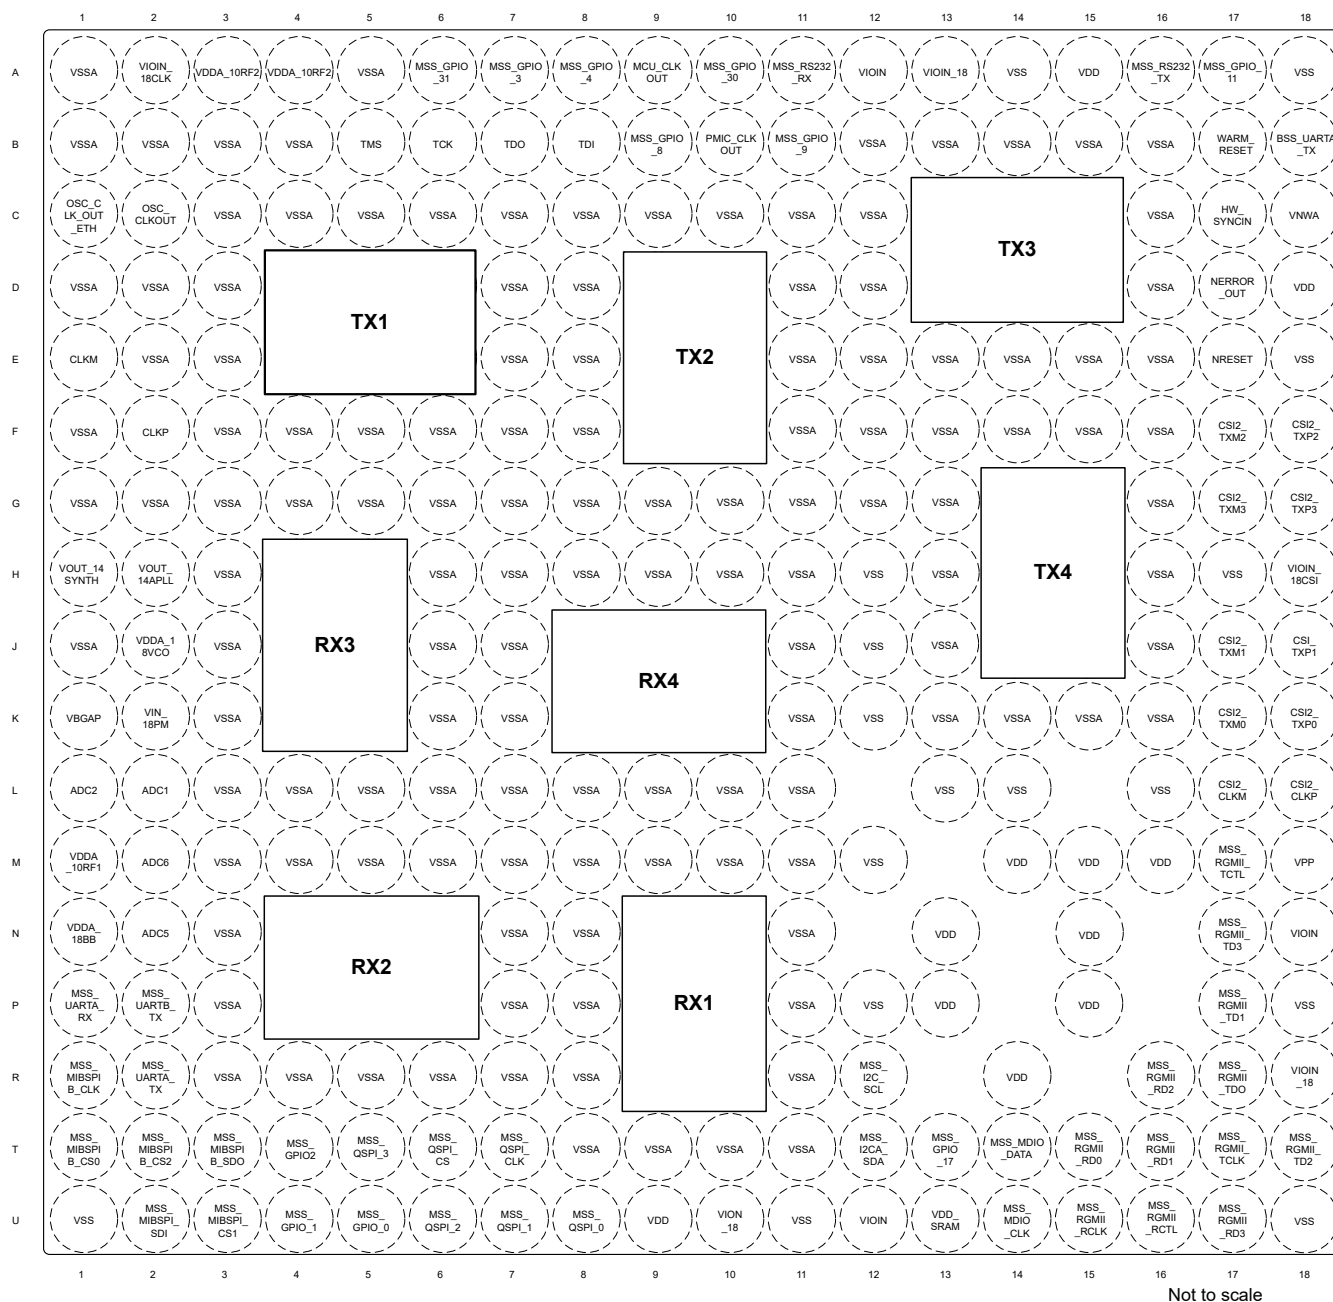 1 2 3 4 5 6 7 8 9 10 11 12 13 14 15 16 17 18
A VSSA VIOIN_18CLK VDDA_10RF2 VDDA_10RF2 VSSA MSS_GPIO_31 MSS_GPIO_3 MSS_GPIO_4 MCU_CLKOUT MSS_GPIO_30 MSS_RS232_RX VIOIN VIOIN_18 VSS VDD MSS_RS232_TX MSS_GPIO_11 VSS
B VSSA VSSA VSSA VSSA TMS TCK TDO TDI MSS_GPIO_8 PMIC_CLKOUT MSS_GPIO_9 VSSA VSSA VSSA VSSA VSSA WARM_RESET BSS_UARTA_TX
C OSC_CLK_OUT_ETH OSC_CLKOUT VSSA VSSA VSSA VSSA VSSA VSSA VSSA VSSA VSSA VSSA VSSA HW_SYNCIN VNWA
TX3
D VSSA VSSA VSSA VSSA VSSA VSSA VSSA VSSA NERROR_OUT VDD
TX1
TX2
E CLKM VSSA VSSA VSSA VSSA VSSA VSSA VSSA VSSA VSSA VSSA NRESET VSS
F VSSA CLKP VSSA VSSA VSSA VSSA VSSA VSSA VSSA VSSA VSSA VSSA VSSA VSSA CSI2_TXM2 CSI2_TXP2
G VSSA VSSA VSSA VSSA VSSA VSSA VSSA VSSA VSSA VSSA VSSA VSSA VSSA VSSA CSI2_TXM3 CSI2_TXP3
H VOUT_14SYNTH VOUT_14APLL VSSA VSSA VSSA VSSA VSSA VSSA VSSA VSS VSSA VSSA VSS VIOIN_18CSI
TX4
J VSSA VDDA_18VCO VSSA VSSA VSSA VSSA VSS VSSA VSSA CSI2_TXM1 CSI_TXP1
RX3
RX4
K VBGAP VIN_18PM VSSA VSSA VSSA VSSA VSS VSSA VSSA VSSA VSSA CSI2_TXM0 CSI2_TXP0
L ADC2 ADC1 VSSA VSSA VSSA VSSA VSSA VSSA VSSA VSSA VSSA VSS VSS VSS CSI2_CLKM CSI2_CLKP
M VDDA_10RF1 ADC6 VSSA VSSA VSSA VSSA VSSA VSSA VSSA VSSA VSSA VSS VDD VDD VDD MSS_RGMII_TCTL VPP
N VDDA_18BB ADC5 VSSA VSSA VSSA VSSA VDD VDD MSS_RGMII_TD3 VIOIN
RX2
P MSS_UARTA_RX MSS_UARTB_TX VSSA VSSA VSSA VSSA VSS VDD VDD MSS_RGMII_TD1 VSS
RX1
R MSS_MIBSPIB_CLK MSS_UARTA_TX VSSA VSSA VSSA VSSA VSSA VSSA VSSA MSS_I2C_SCL VDD MSS_RGMII_RD2 MSS_RGMII_TDO VIOIN_18
T MSS_MIBSPIB_CS0 MSS_MIBSPIB_CS2 MSS_MIBSPIB_SDO MSS_GPIO2 MSS_QSPI_3 MSS_QSPI_CS MSS_QSPI_CLK VSSA VSSA VSSA VSSA MSS_I2CA_SDA MSS_GPIO_17 MSS_MDIO_DATA MSS_RGMII_RD0 MSS_RGMII_RD1 MSS_RGMII_TCLK MSS_RGMII_TD2
U VSS MSS_MIBSPI_SDI MSS_MIBSPI_CS1 MSS_GPIO_1 MSS_GPIO_0 MSS_QSPI_2 MSS_QSPI_1 MSS_QSPI_0 VDD VION_18 VSS VIOIN VDD_SRAM MSS_MDIO_CLK MSS_RGMII_RCLK MSS_RGMII_RCTL MSS_RGMII_RD3 VSS
1 2 3 4 5 6 7 8 9 10 11 12 13 14 15 16 17 18
Not to scale